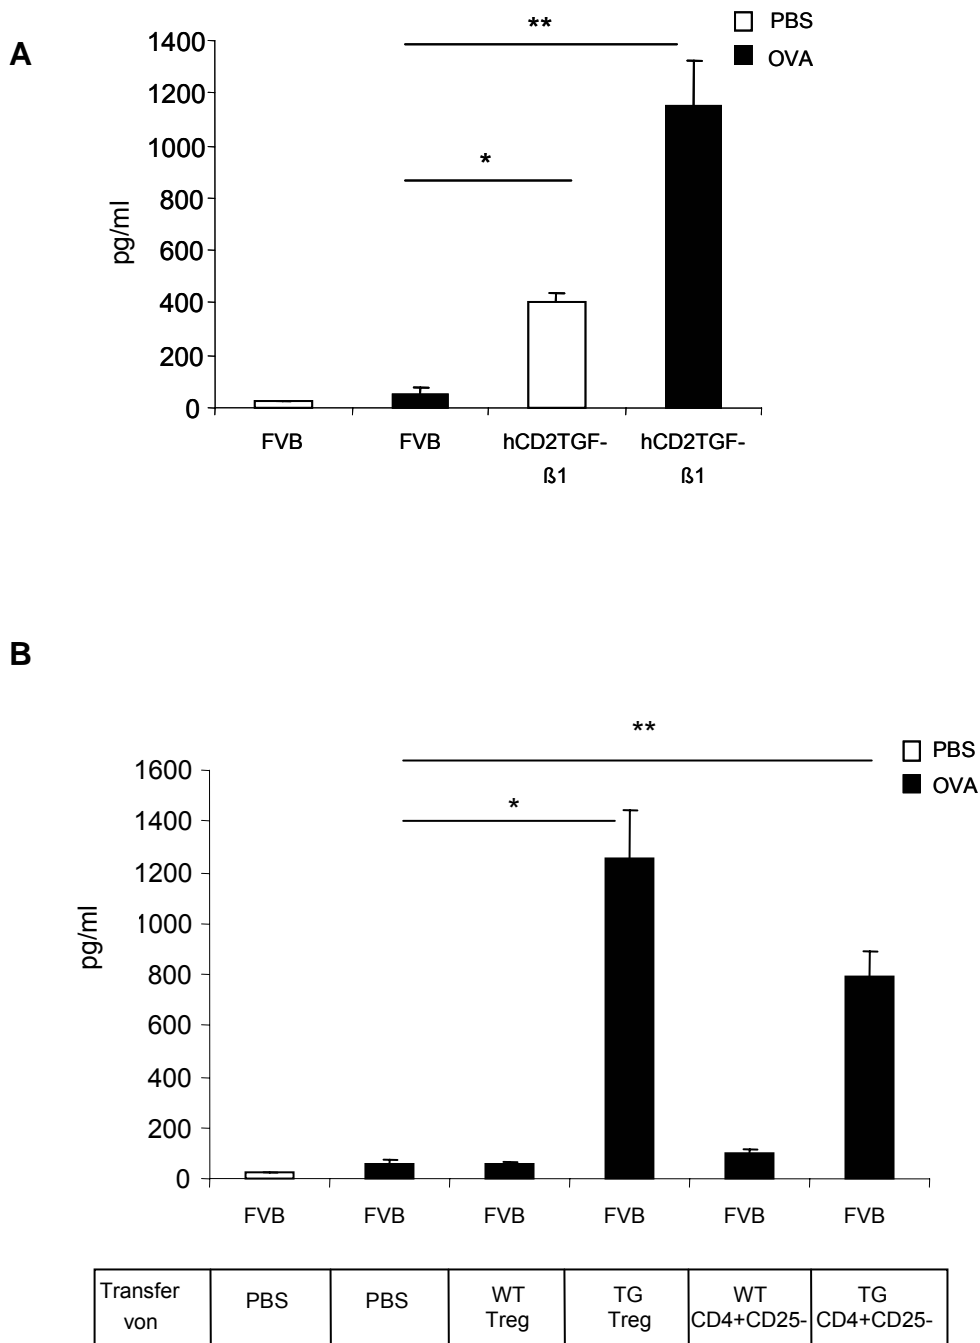 A
**
PBS
OVA
1400
1200
1000
800
600
400
200
0
*
pg/ml
FVB
FVB
hCD2TGF-
ß1
hCD2TGF-
ß1
B
**
PBS
OVA
1600
1400
1200
1000
800
600
400
200
0
*
pg/ml
FVB
FVB
FVB
FVB
FVB
FVB
Transfer
von
PBS
PBS
WT
Treg
TG
Treg
WT
CD4+CD25-
TG
CD4+CD25-